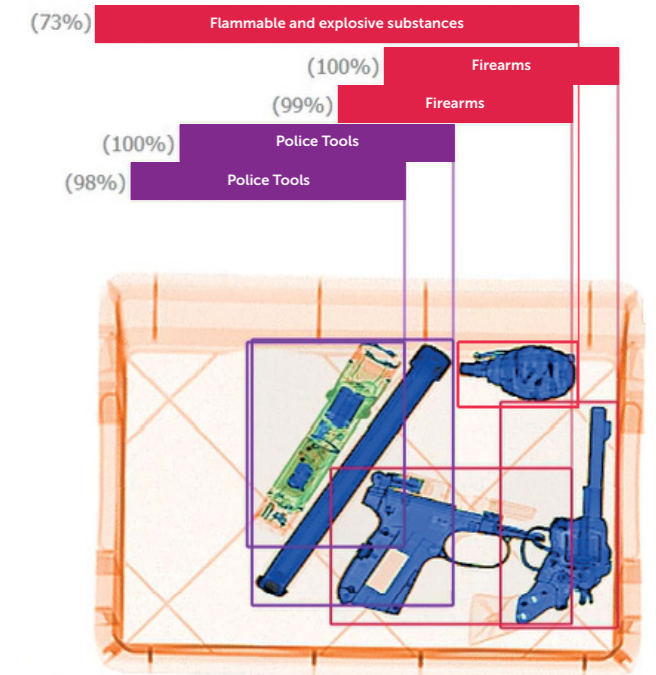 (73%) Flammable and explosive substances
(100%) Firearms
(99%) Firearms
(100%) Police Tools
(98%) Police Tools